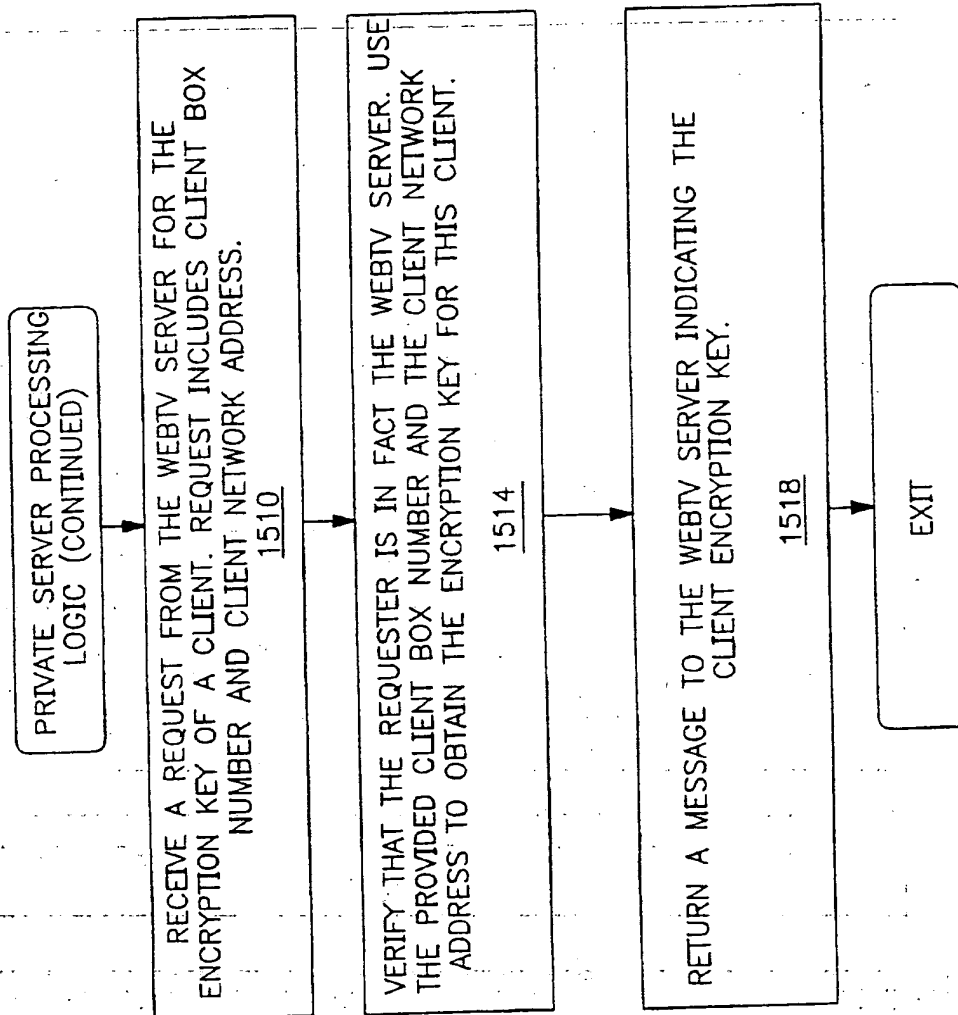 PRIVATE SERVER PROCESSING
LOGIC (CONTINUED)
RECEIVE A REQUEST FROM THE WEBTV SERVER FOR THE
ENCRYPTION KEY OF A CLIENT. REQUEST INCLUDES CLIENT BOX
NUMBER AND CLIENT NETWORK ADDRESS.
1510
VERIFY THAT THE REQUESTER IS IN FACT THE WEBTV SERVER. USE
THE PROVIDED CLIENT BOX NUMBER AND THE CLIENT NETWORK
ADDRESS TO OBTAIN THE ENCRYPTION KEY FOR THIS CLIENT.
1514
RETURN A MESSAGE TO THE WEBTV SERVER INDICATING THE
CLIENT ENCRYPTION KEY.
1518
EXIT